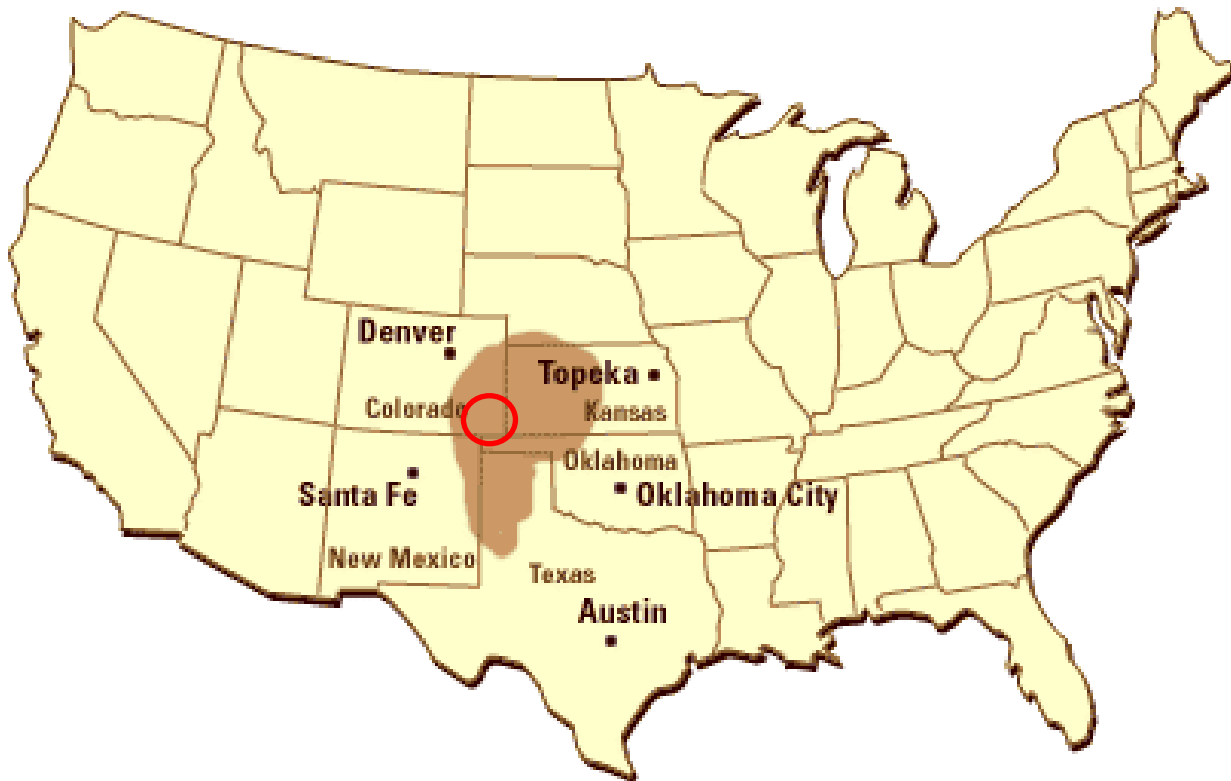 Denver
Topeka
Colorado
Kansas
Oklahoma
Santa Fe
Oklahoma City
New Mexico
Texas
Austin